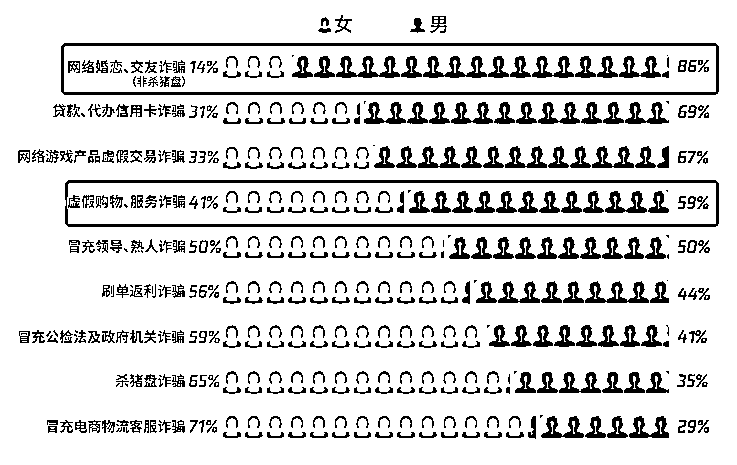 女 男
网络婚恋、交友诈骗 14% 86%
(非杀猪盘)
贷款、代办信用卡诈骗 31% 69%
网络游戏产品虚假交易诈骗 33% 67%
虚假购物、服务诈骗 41% 59%
冒充领导、熟人诈骗 50% 50%
刷单返利诈骗 56% 44%
冒充公检法及政府机关诈骗 59% 41%
杀猪盘诈骗 65% 35%
冒充电商物流客服诈骗 71% 29%